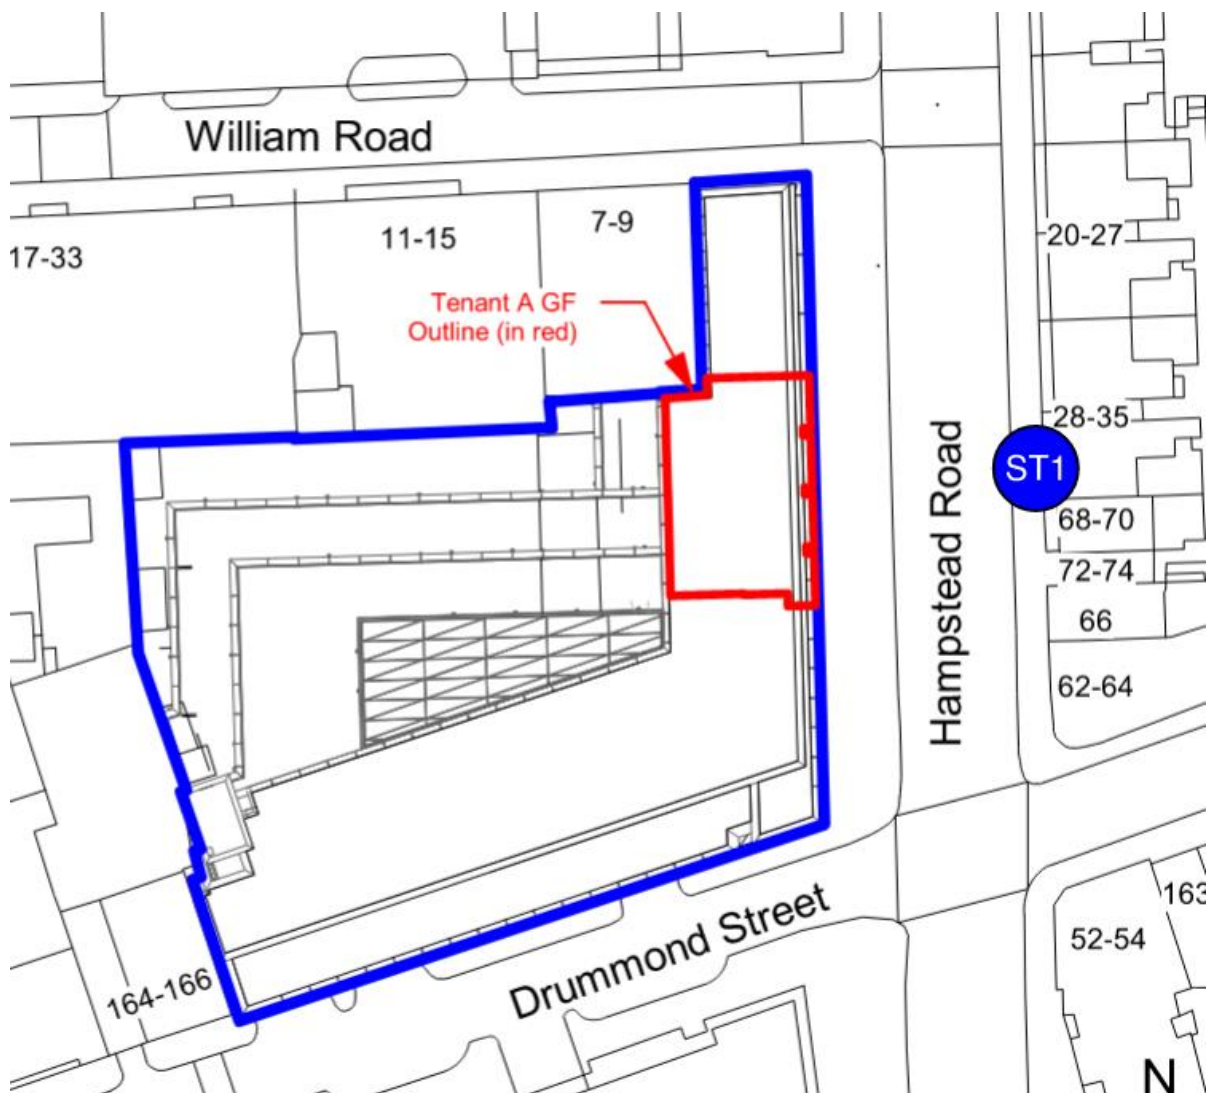 William Road
17-33
11-15
7-9
20-27
Tenant A GF
Outline (in red)
28-35
ST1
Hampstead Road
68-70
72-74
66
62-64
163
52-54
Drummond Street
164-166
N